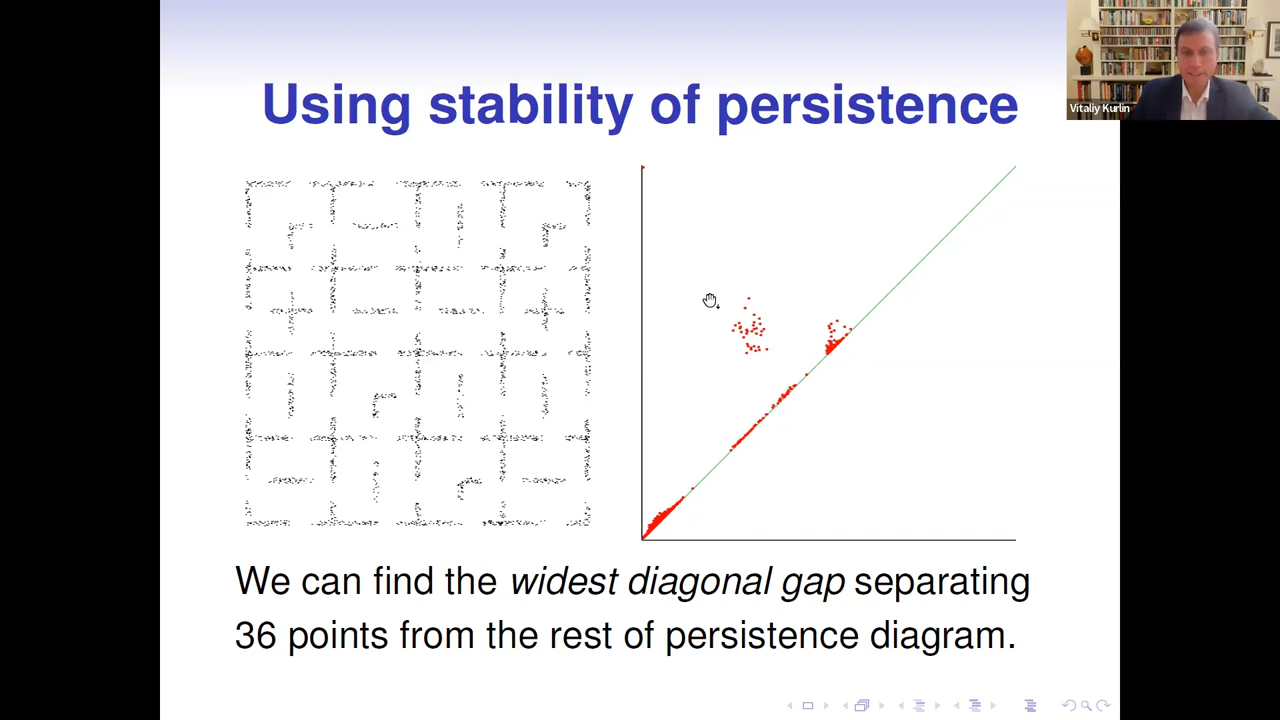 Using stability of persistence
Vitaliy Kurlin
We can find the widest diagonal gap separating
36 points from the rest of persistence diagram.